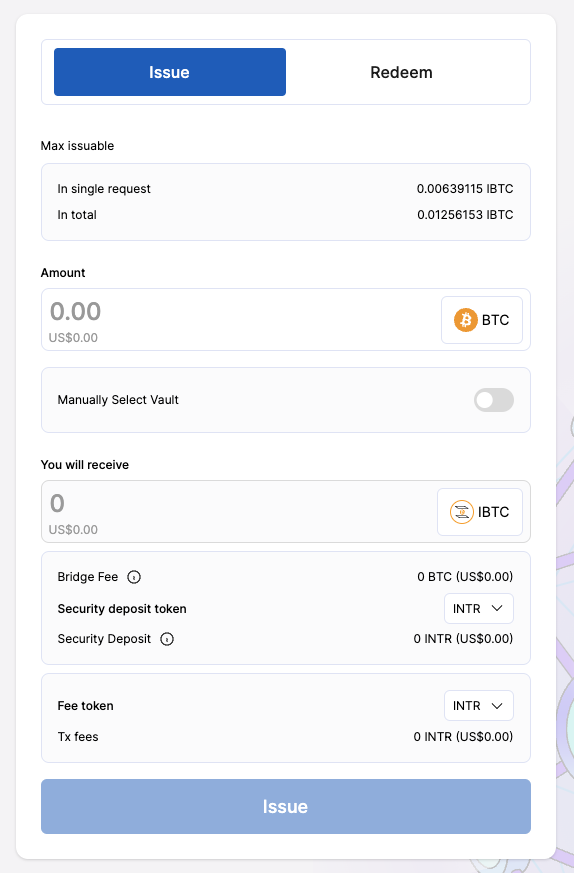 Issue Redeem
Max issuable
In single request 0.00639115 IBTC
In total 0.01256153 IBTC
Amount
0.00
US$0.00
BTC
Manually Select Vault
You will receive
0
US$0.00
IBTC
Bridge Fee 0 BTC (US$0.00)
Security deposit token INTR
Security Deposit 0 INTR (US$0.00)
Fee token INTR
Tx fees 0 INTR (US$0.00)
Issue